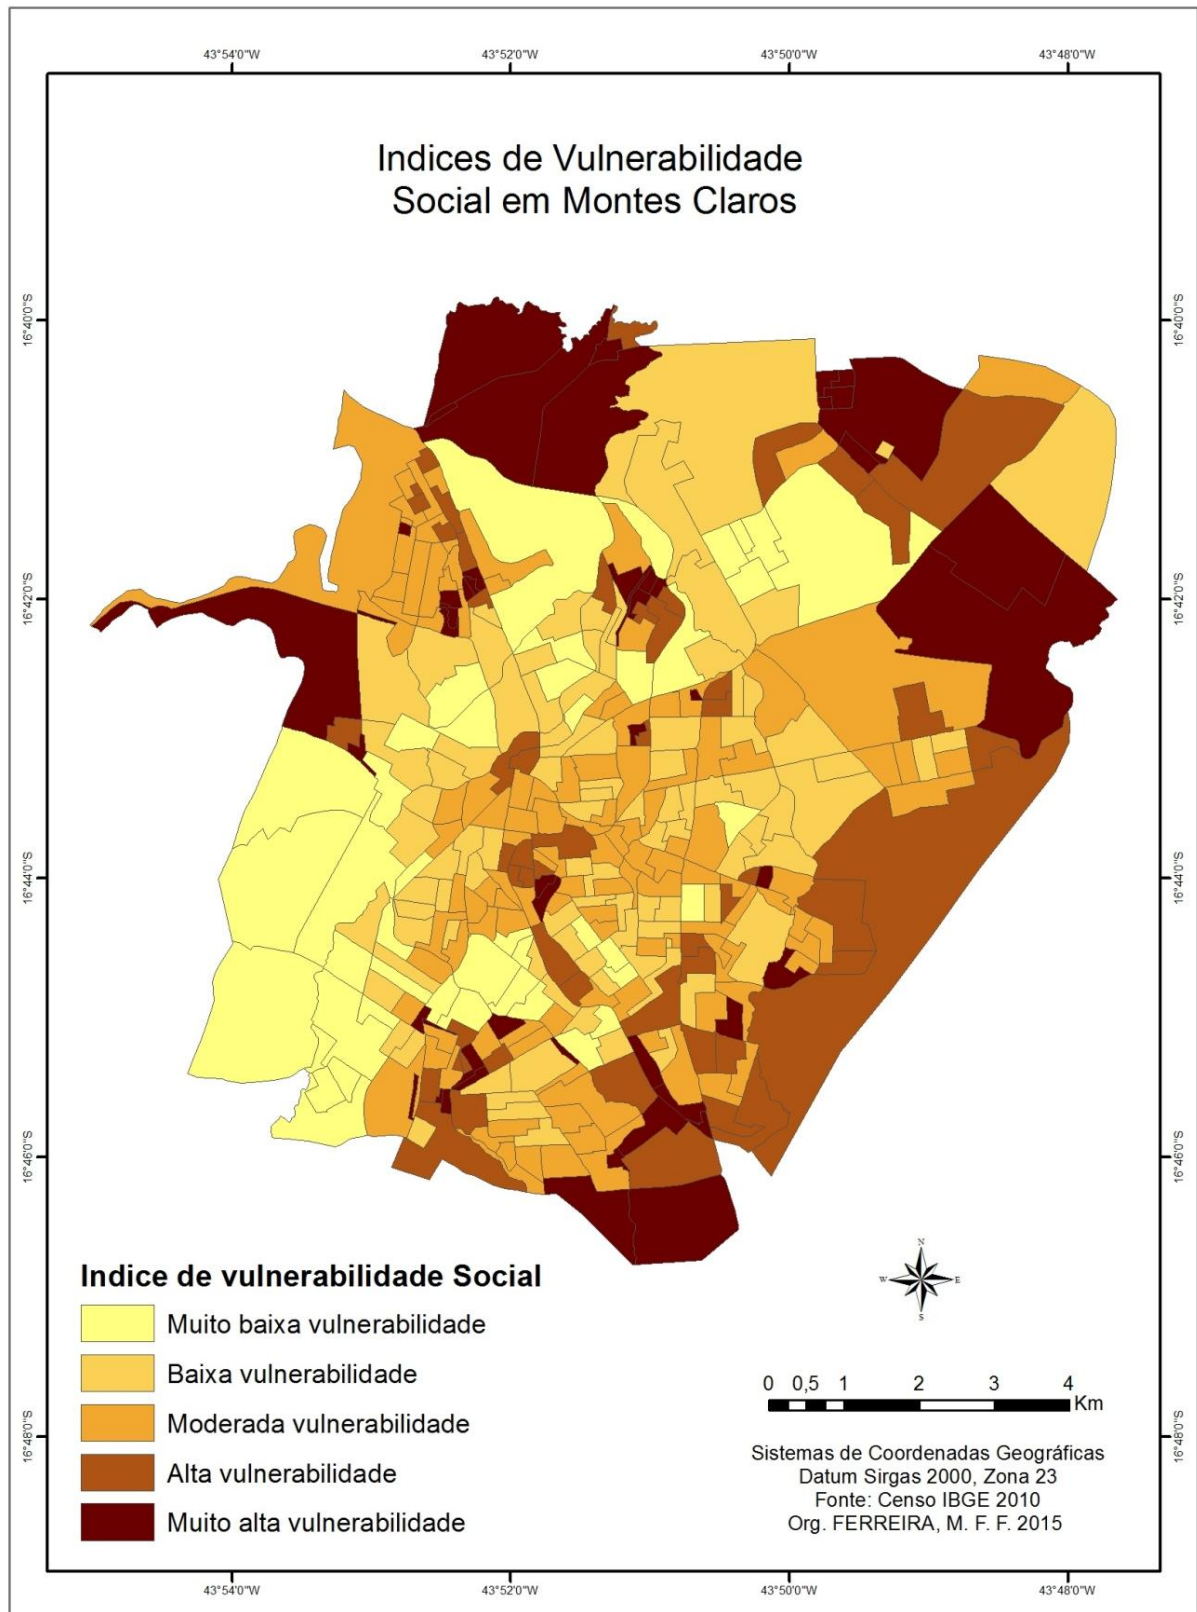 43°54'0"W 43°52'0"W 43°50'0"W 43°48'0"W
Indices de Vulnerabilidade
Social em Montes Claros
16°40'0"S 16°40'0"S
16°42'0"S 16°42'0"S
16°44'0"S 16°44'0"S
16°46'0"S 16°46'0"S
N
W E
S
Indice de vulnerabilidade Social
Muito baixa vulnerabilidade
Baixa vulnerabilidade
Moderada vulnerabilidade
Alta vulnerabilidade
Muito alta vulnerabilidade
0 0,5 1 2 3 4
Km
16°48'0"S 16°48'0"S
Sistemas de Coordenadas Geográficas
Datum Sirgas 2000, Zona 23
Fonte: Censo IBGE 2010
Org. FERREIRA, M. F. F. 2015
43°54'0"W 43°52'0"W 43°50'0"W 43°48'0"W